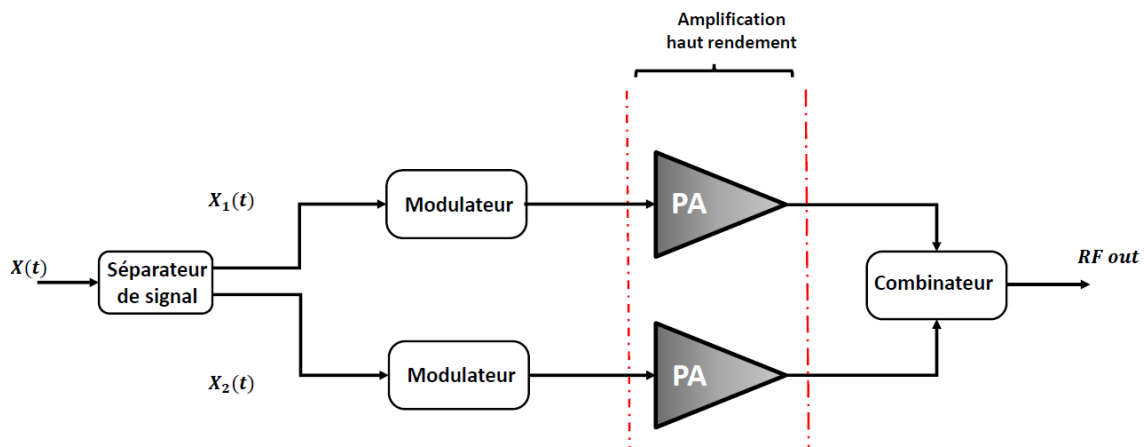 Amplification
haut rendement
X₁(t)
Modulateur
PA
X(t)
Séparateur
de signal
Combinateur
RF out
X₂(t)
Modulateur
PA